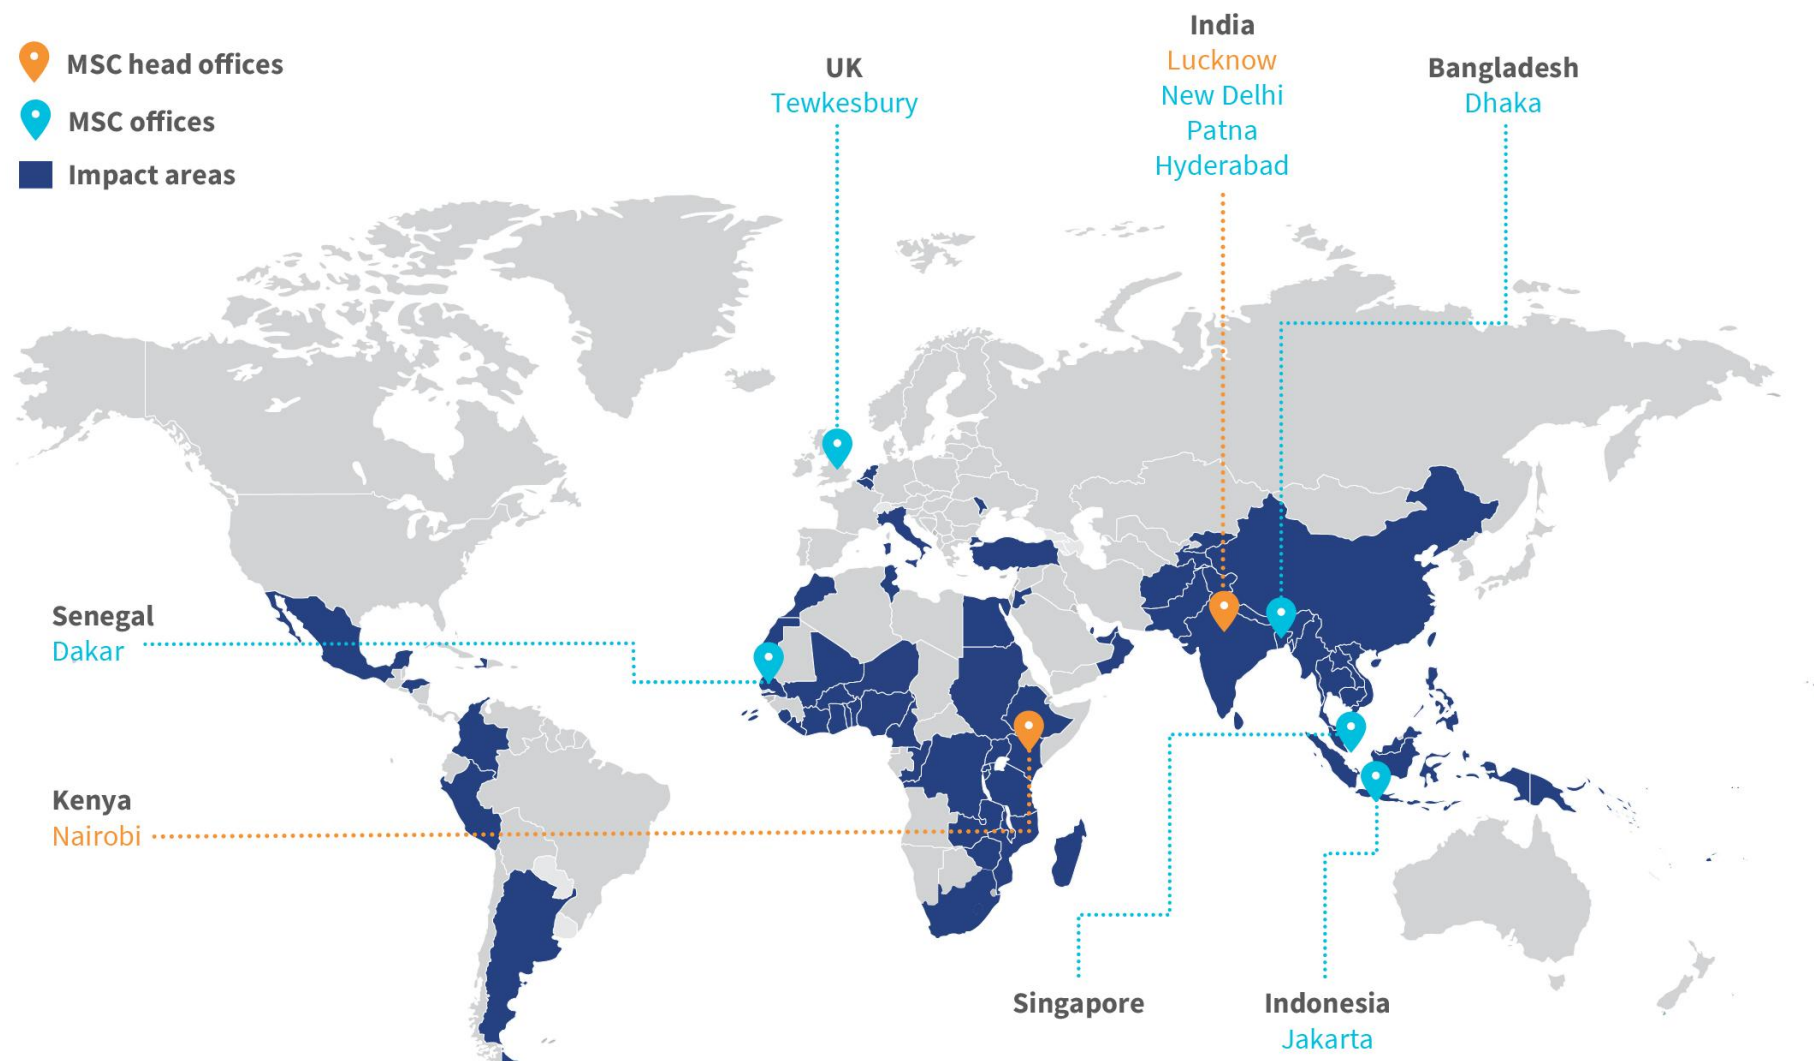 MSC head offices
MSC offices
Impact areas
UK
Tewkesbury
India
Lucknow
New Delhi
Patna
Hyderabad
Bangladesh
Dhaka
Senegal
Dakar
Kenya
Nairobi
Singapore
Indonesia
Jakarta